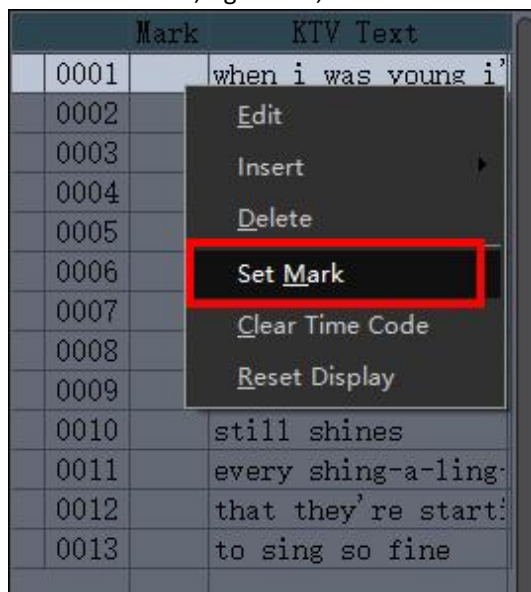 Mark KTV Text
0001 when i was young i'
0002 Edit
0003 Insert
0004
0005 Delete
0006 Set Mark
0007 Clear Time Code
0008
0009 Reset Display
0010 still shines
0011 every shing-a-ling-
0012 that they're start
0013 to sing so fine